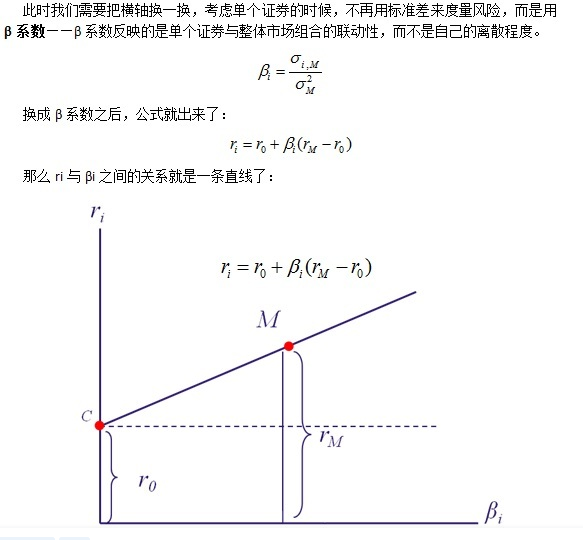 此时我们需要把横轴换一换，考虑单个证券的时候，不再用标准差来度量风险，而是用
β 系数——β 系数反映的是单个证券与整体市场组合的联动性，而不是自己的离散程度。
βᵢ = σᵢ,M / σ²M
换成 β 系数之后，公式就出来了：
rᵢ = r₀ + βᵢ(rM − r₀)
那么 ri 与 βi 之间的关系就是一条直线了：
rᵢ
rᵢ = r₀ + βᵢ(rM − r₀)
M
C
rM
r₀
βᵢ